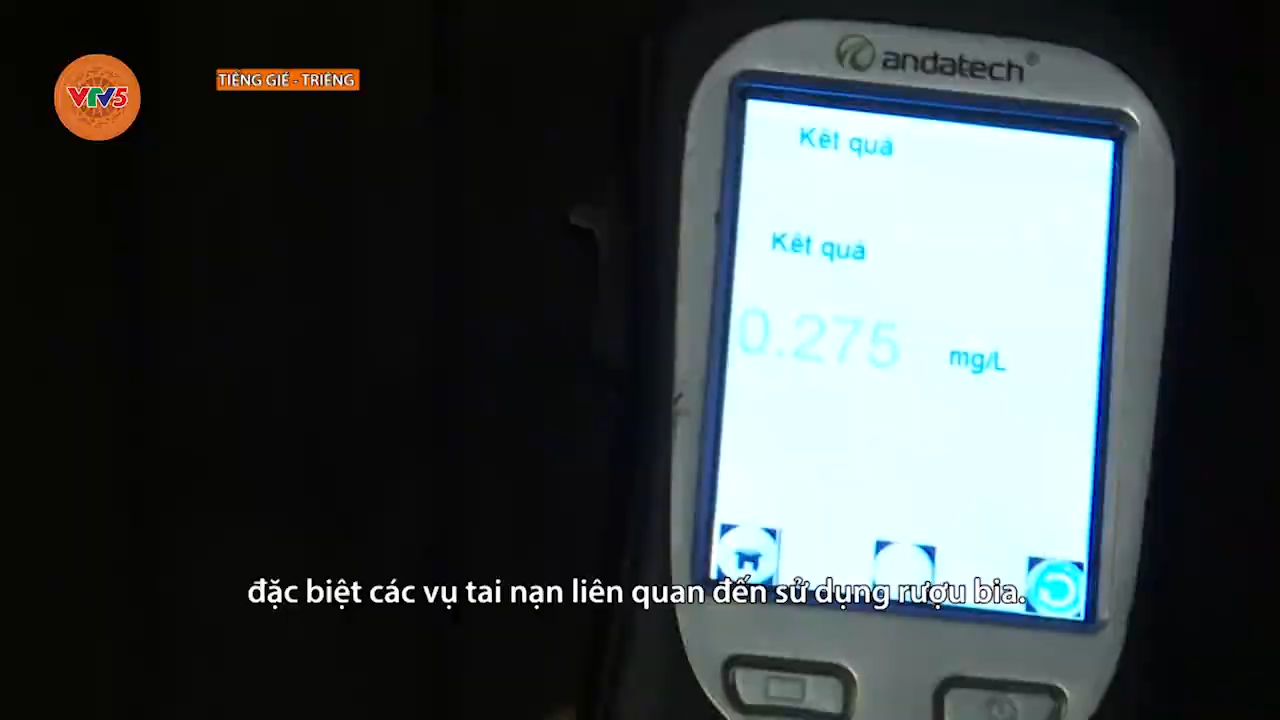 VTV5
TIẾNG GIẺ - TRIÊNG
andatech®
Kết quả
Kết quả
0.275 mg/L
đặc biệt các vụ tai nạn liên quan đến sử dụng rượu bia.